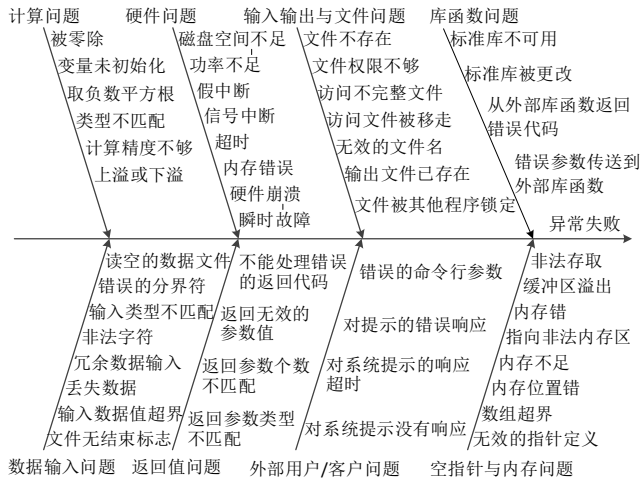 计算问题
被零除
变量未初始化
取负数平方根
类型不匹配
计算精度不够
上溢或下溢
硬件问题
磁盘空间不足
功率不足
假中断
信号中断
超时
内存错误
硬件崩溃
瞬时故障
输入输出与文件问题
文件不存在
文件权限不够
访问不完整文件
访问文件被移走
无效的文件名
输出文件已存在
文件被其他程序锁定
库函数问题
标准库不可用
标准库被更改
从外部库函数返回
错误代码
错误参数传送到
外部库函数
异常失败
读空的数据文件
错误的分界符
输入类型不匹配
非法字符
冗余数据输入
丢失数据
输入数据值超界
文件无结束标志
数据输入问题
不能处理错误
的返回代码
返回无效的
参数值
返回参数个数
不匹配
返回参数类型
不匹配
返回值问题
错误的命令行参数
对提示的错误响应
对系统提示的响应
超时
对系统提示没有响应
外部用户/客户问题
非法存取
缓冲区溢出
内存错
指向非法内存区
内存不足
内存位置错
数组超界
无效的指针定义
空指针与内存问题